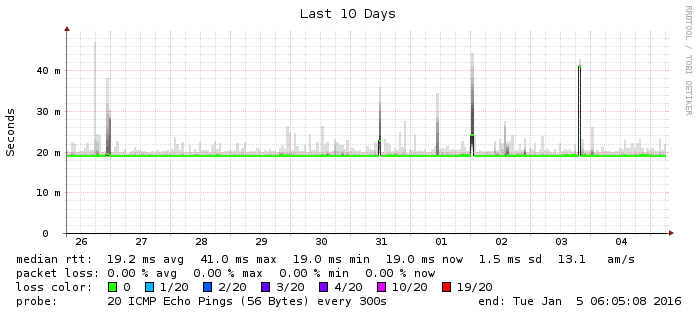 Last 10 Days
RRDTOOL / TOBI OETIKER
Seconds
40 m
30 m
20 m
10 m
0
26 27 28 29 30 31 01 02 03 04
median rtt: 19.2 ms avg 41.0 ms max 19.0 ms min 19.0 ms now 1.5 ms sd 13.1 am/s
packet loss: 0.00 % avg 0.00 % max 0.00 % min 0.00 % now
loss color: 0 1/20 2/20 3/20 4/20 10/20 19/20
probe: 20 ICMP Echo Pings (56 Bytes) every 300s end: Tue Jan 5 06:05:08 2016